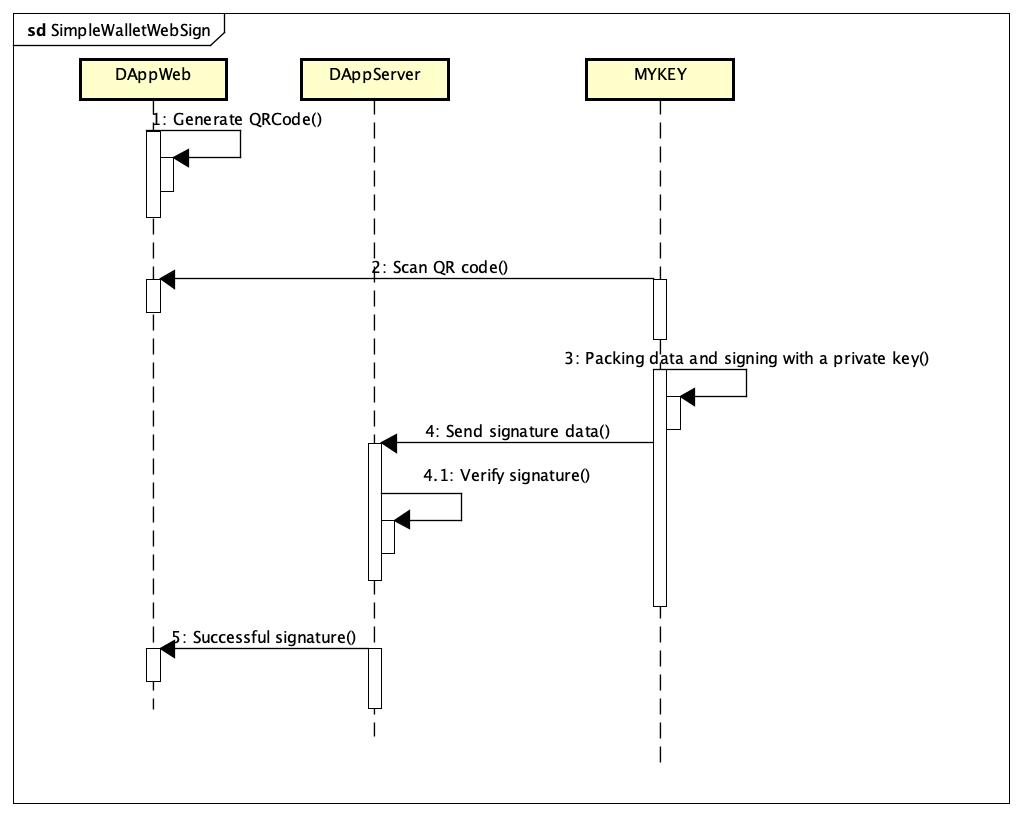 sd SimpleWalletWebSign
DAppWeb
DAppServer
MYKEY
1: Generate QRCode()
2: Scan QR code()
3: Packing data and signing with a private key()
4: Send signature data()
4.1: Verify signature()
5: Successful signature()